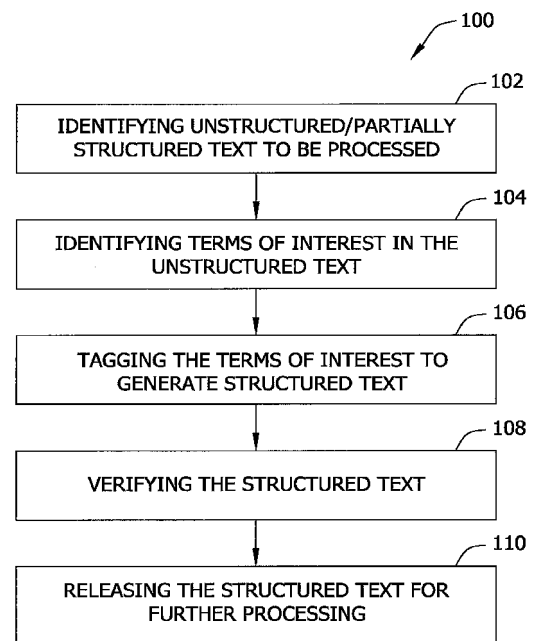 100
102
IDENTIFYING UNSTRUCTURED/PARTIALLY
STRUCTURED TEXT TO BE PROCESSED
104
IDENTIFYING TERMS OF INTEREST IN THE
UNSTRUCTURED TEXT
106
TAGGING THE TERMS OF INTEREST TO
GENERATE STRUCTURED TEXT
108
VERIFYING THE STRUCTURED TEXT
110
RELEASING THE STRUCTURED TEXT FOR
FURTHER PROCESSING